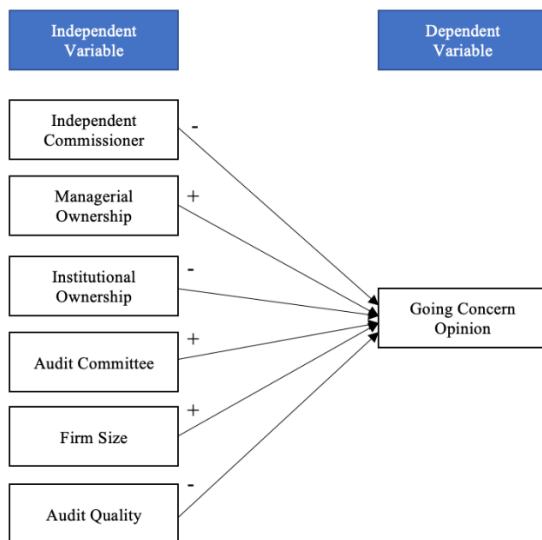 Independent
Variable
Dependent
Variable
Independent
Commissioner
-
Managerial
Ownership
+
Institutional
Ownership
-
Going Concern
Opinion
Audit Committee
+
Firm Size
+
Audit Quality
-